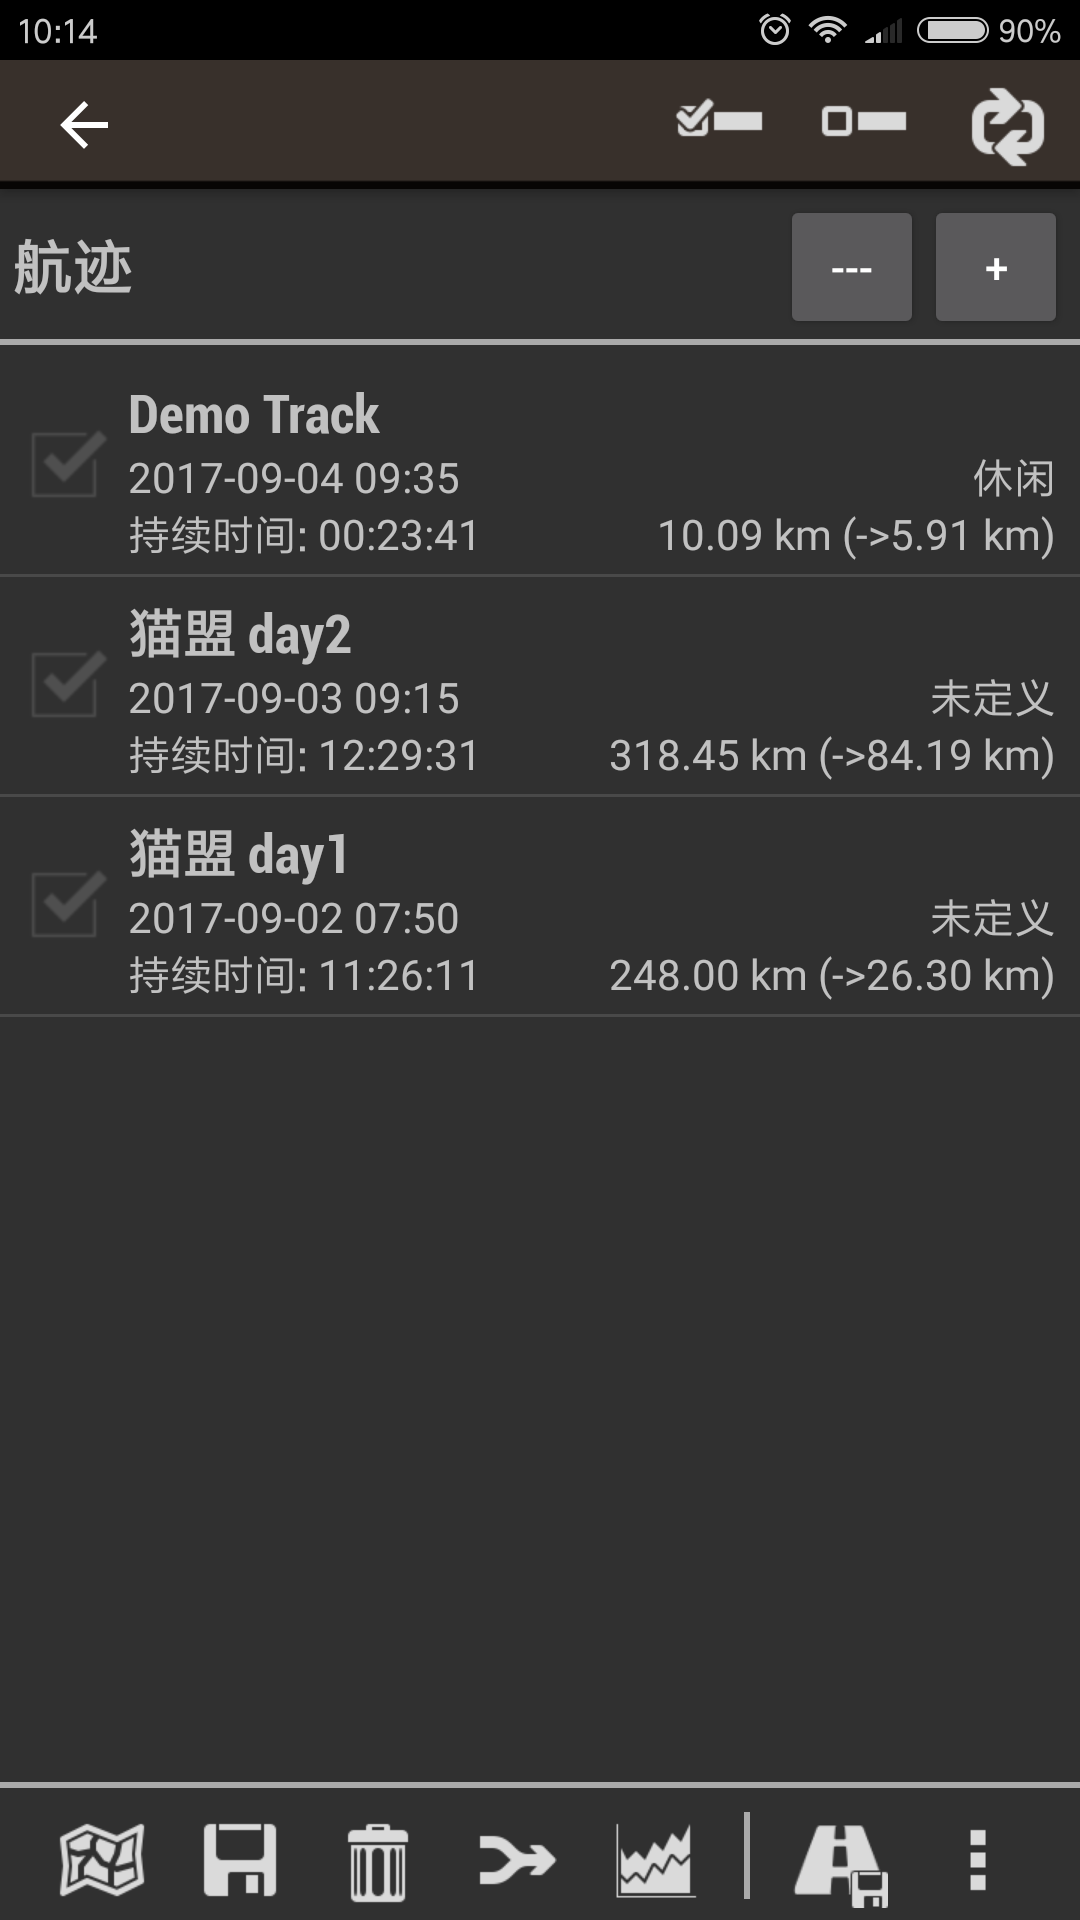 10:14 90%
航迹 --- +
Demo Track
2017-09-04 09:35 休闲
持续时间: 00:23:41 10.09 km (->5.91 km)
猫盟 day2
2017-09-03 09:15 未定义
持续时间: 12:29:31 318.45 km (->84.19 km)
猫盟 day1
2017-09-02 07:50 未定义
持续时间: 11:26:11 248.00 km (->26.30 km)